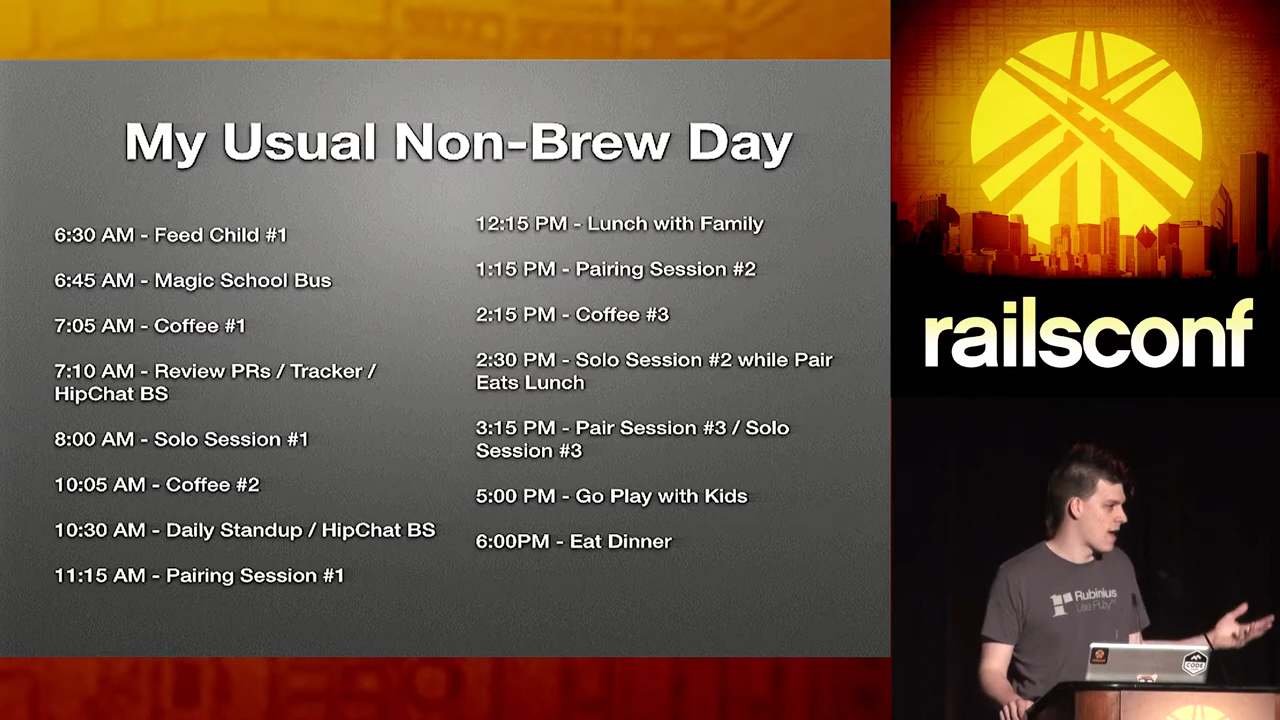 My Usual Non-Brew Day
6:30 AM - Feed Child #1
6:45 AM - Magic School Bus
7:05 AM - Coffee #1
7:10 AM - Review PRs / Tracker /
HipChat BS
8:00 AM - Solo Session #1
10:05 AM - Coffee #2
10:30 AM - Daily Standup / HipChat BS
11:15 AM - Pairing Session #1
12:15 PM - Lunch with Family
1:15 PM - Pairing Session #2
2:15 PM - Coffee #3
2:30 PM - Solo Session #2 while Pair
Eats Lunch
3:15 PM - Pair Session #3 / Solo
Session #3
5:00 PM - Go Play with Kids
6:00PM - Eat Dinner
railsconf
Rubinius
Use Ruby™
CODE